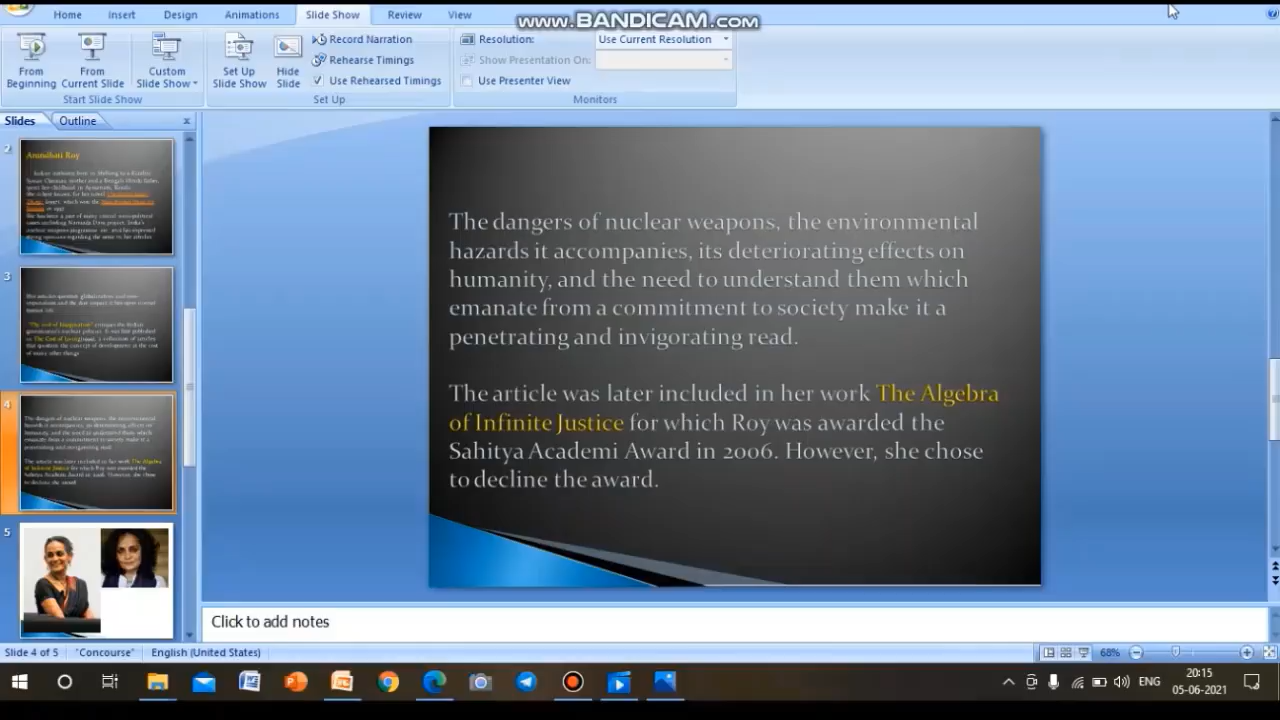 www.BANDICAM.com
Home Insert Design Animations Slide Show Review View
From Beginning
From Current Slide
Custom Slide Show
Set Up Slide Show
Hide Slide
Record Narration
Rehearse Timings
Use Rehearsed Timings
Resolution: Use Current Resolution
Show Presentation On:
Use Presenter View
Start Slide Show Set Up Monitors
Slides Outline
2
Arundhati Roy
3
4
5
The dangers of nuclear weapons, the environmental
hazards it accompanies, its deteriorating effects on
humanity, and the need to understand them which
emanate from a commitment to society make it a
penetrating and invigorating read.
The article was later included in her work The Algebra
of Infinite Justice for which Roy was awarded the
Sahitya Academi Award in 2006. However, she chose
to decline the award.
Click to add notes
Slide 4 of 5 "Concourse" English (United States) 68%
ENG
20:15
05-06-2021